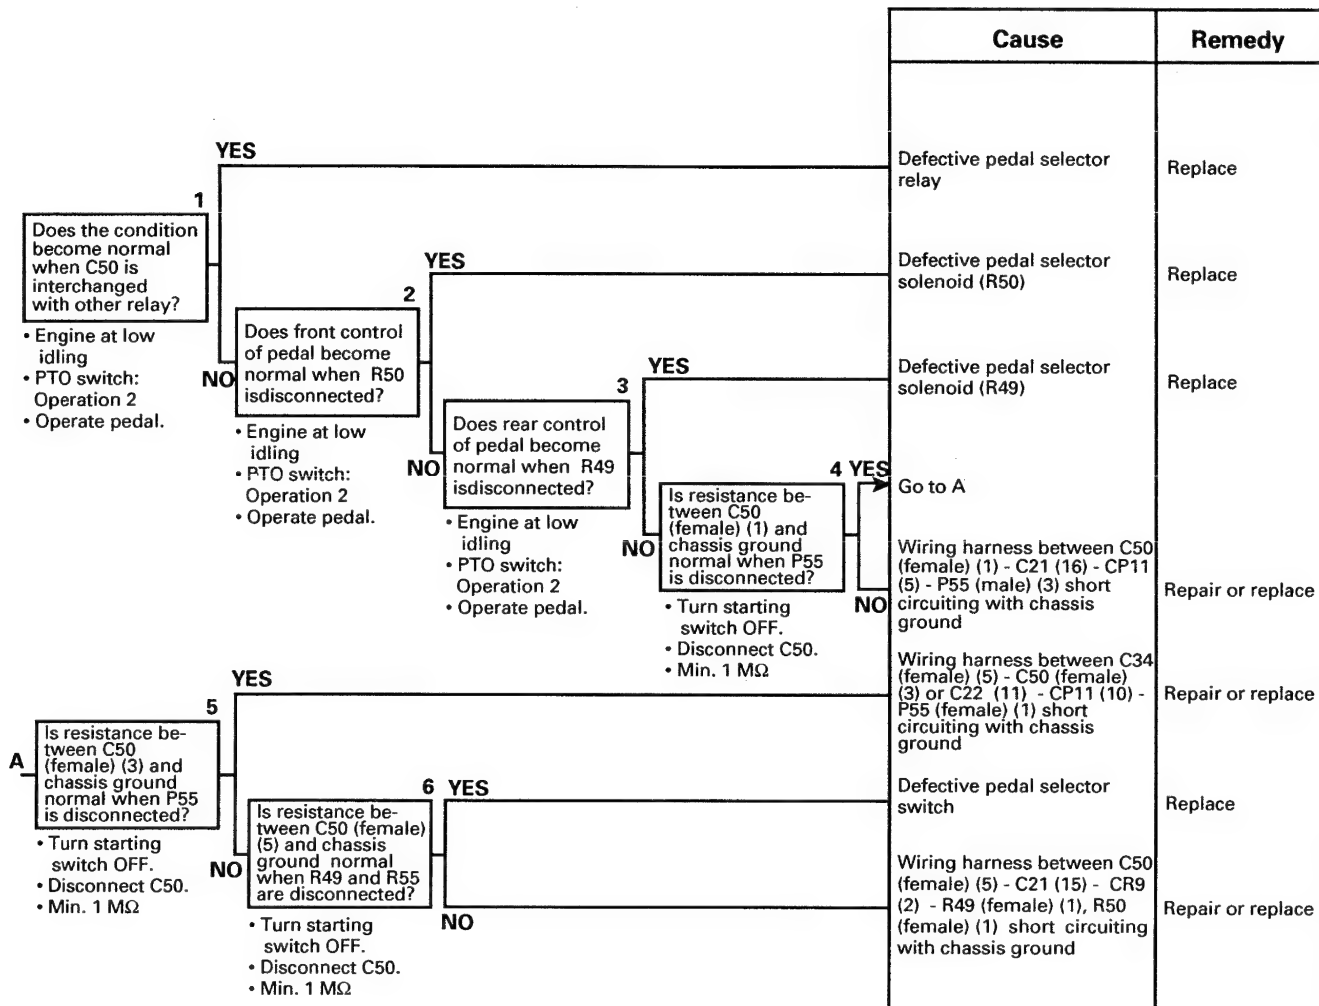 Cause
Remedy
YES
Defective pedal selector
relay
Replace
1
Does the condition
become normal
when C50 is
interchanged
with other relay?
• Engine at low
idling
• PTO switch:
Operation 2
• Operate pedal.
NO
YES
Defective pedal selector
solenoid (R50)
Replace
2
Does front control
of pedal become
normal when R50
isdisconnected?
• Engine at low
idling
• PTO switch:
Operation 2
• Operate pedal.
NO
YES
Defective pedal selector
solenoid (R49)
Replace
3
Does rear control
of pedal become
normal when R49
isdisconnected?
• Engine at low
idling
• PTO switch:
Operation 2
• Operate pedal.
NO
4 YES
Go to A
Is resistance be-
tween C50
(female) (1) and
chassis ground
normal when P55
is disconnected?
• Turn starting
switch OFF.
• Disconnect C50.
• Min. 1 MΩ
NO
Wiring harness between C50
(female) (1) - C21 (16) - CP11
(5) - P55 (male) (3) short
circuiting with chassis
ground
Repair or replace
YES
Wiring harness between C34
(female) (5) - C50 (female)
(3) or C22 (11) - CP11 (10) -
P55 (female) (1) short
circuiting with chassis
ground
Repair or replace
5
A
Is resistance be-
tween C50
(female) (3) and
chassis ground
normal when P55
is disconnected?
• Turn starting
switch OFF.
• Disconnect C50.
• Min. 1 MΩ
NO
6 YES
Defective pedal selector
switch
Replace
Is resistance be-
tween C50 (female)
(5) and chassis
ground normal
when R49 and R55
are disconnected?
• Turn starting
switch OFF.
• Disconnect C50.
• Min. 1 MΩ
NO
Wiring harness between C50
(female) (5) - C21 (15) - CR9
(2) - R49 (female) (1), R50
(female) (1) short circuiting
with chassis ground
Repair or replace